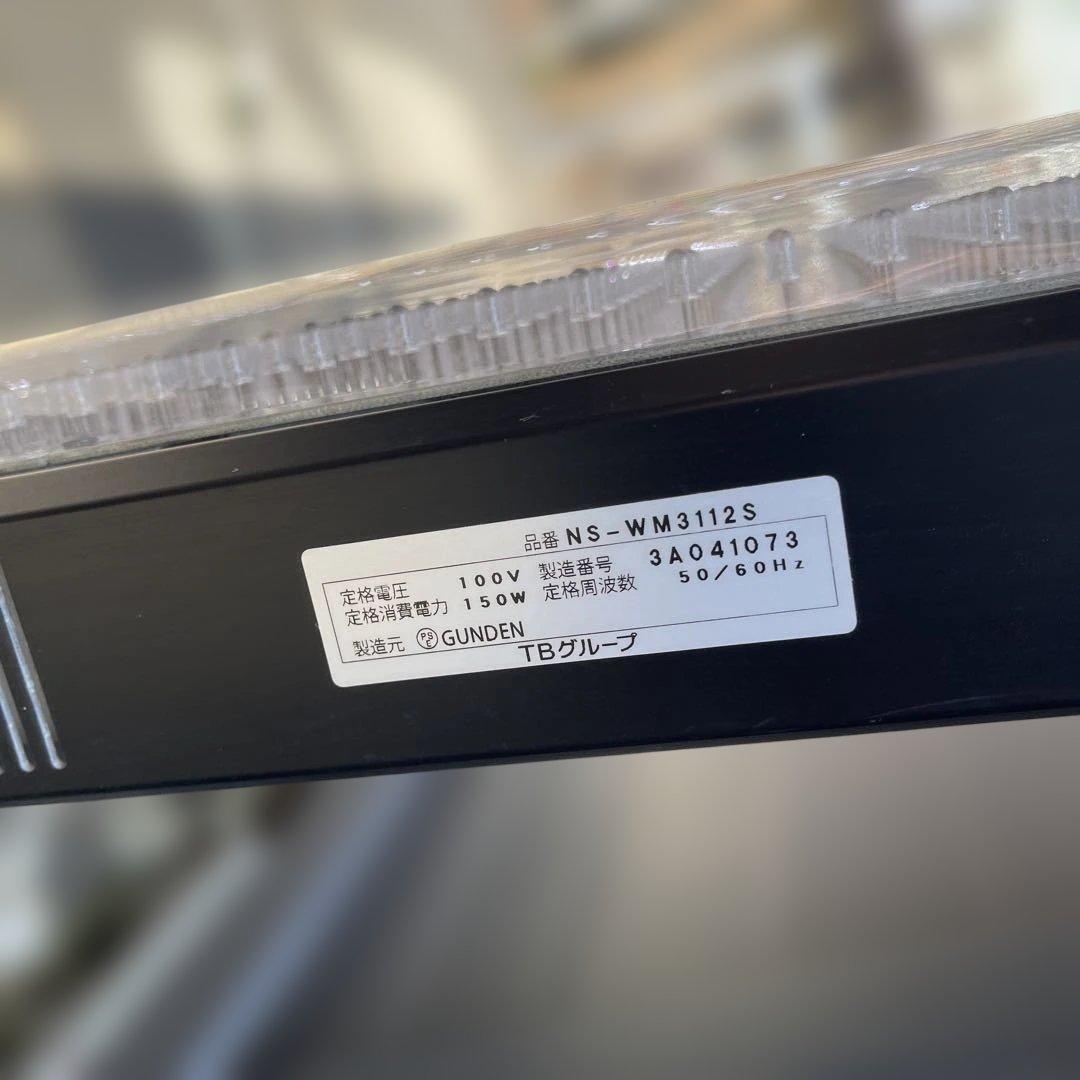 品番 NS-WM3112S
定格電圧 100V 製造番号 3A041073
定格消費電力 150W 定格周波数 50/60Hz
製造元 PSE GUNDEN
TBグループ